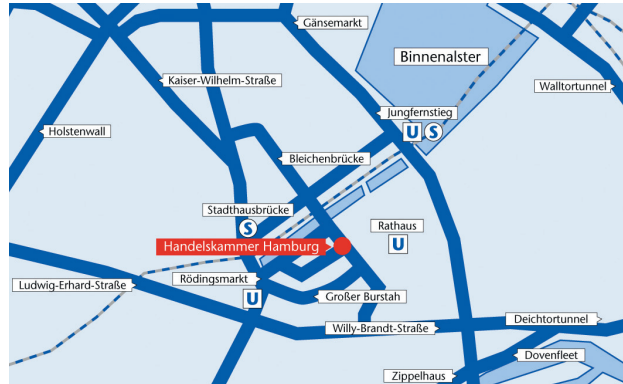 Gänsemarkt
Binnenalster
Kaiser-Wilhelm-Straße
Walltortunnel
Jungfernstieg
U S
Holstenwall
Bleichenbrücke
Stadthausbrücke
S
Rathaus
U
Handelskammer Hamburg
Rödingsmarkt
U
Ludwig-Erhard-Straße
Großer Burstah
Deichtortunnel
Willy-Brandt-Straße
Dovenfleet
Zippelhaus